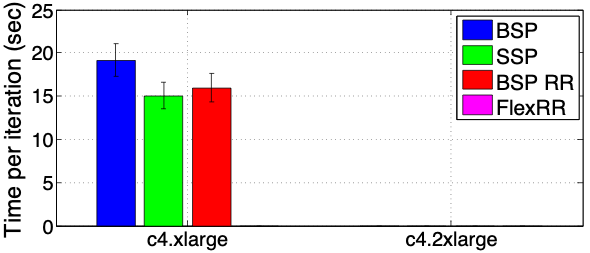 Time per iteration (sec)
25
20
15
10
5
0
BSP
SSP
BSP RR
FlexRR
c4.xlarge
c4.2xlarge